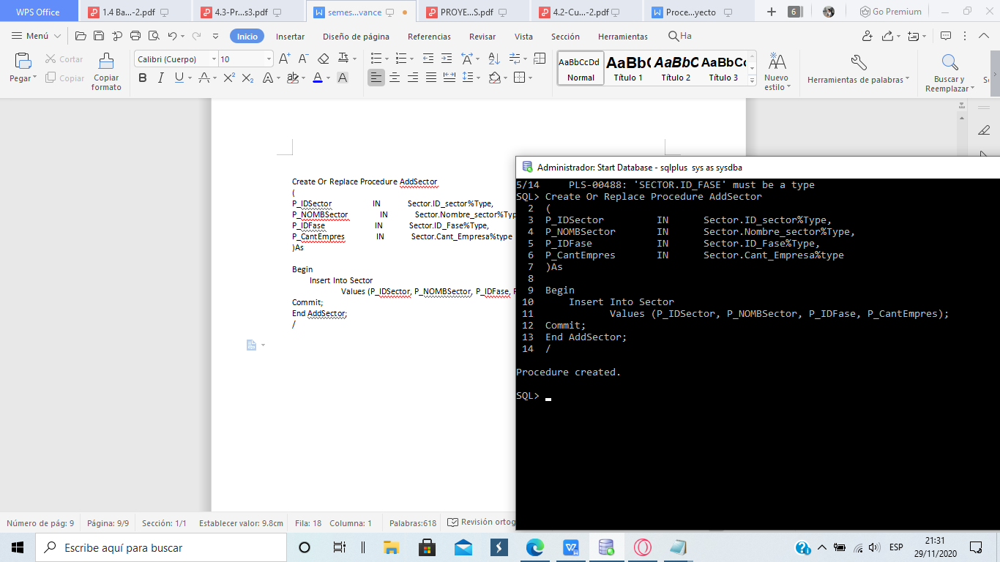 WPS Office
1.4 Ba...-2.pdf
4.3-Pr...s3.pdf
semes...vance
PROYE...S.pdf
4.2-Cu...-2.pdf
Proce...yecto
6
Go Premium
Menú
Inicio
Insertar
Diseño de página
Referencias
Revisar
Vista
Sección
Herramientas
Ha
Pegar
Cortar
Copiar
Copiar formato
Calibri (Cuerpo)
10
AaBbCcDd
Normal
AaBbC
Título 1
AaBbC
Título 2
AaBbCc
Título 3
Nuevo estilo
Herramientas de palabras
Buscar y Reemplazar
Create Or Replace Procedure AddSector
(
P_IDSector IN Sector.ID_sector%Type,
P_NOMBSector IN Sector.Nombre_sector%Typ
P_IDFase IN Sector.ID_Fase%Type,
P_CantEmpres IN Sector.Cant_Empresa%type
)As
Begin
Insert Into Sector
Values (P_IDSector, P_NOMBSector, P_IDFase, P
Commit;
End AddSector;
/
Administrador: Start Database - sqlplus sys as sysdba
5/14 PLS-00488: 'SECTOR.ID_FASE' must be a type
SQL> Create Or Replace Procedure AddSector
2 (
3 P_IDSector IN Sector.ID_sector%Type,
4 P_NOMBSector IN Sector.Nombre_sector%Type,
5 P_IDFase IN Sector.ID_Fase%Type,
6 P_CantEmpres IN Sector.Cant_Empresa%type
7 )As
8
9 Begin
10 Insert Into Sector
11 Values (P_IDSector, P_NOMBSector, P_IDFase, P_CantEmpres);
12 Commit;
13 End AddSector;
14 /
Procedure created.
SQL>
Número de pág: 9
Página: 9/9
Sección: 1/1
Establecer valor: 9.8cm
Fila: 18
Columna: 1
Palabras:618
Revisión ortog
Escribe aquí para buscar
ESP
21:31
29/11/2020